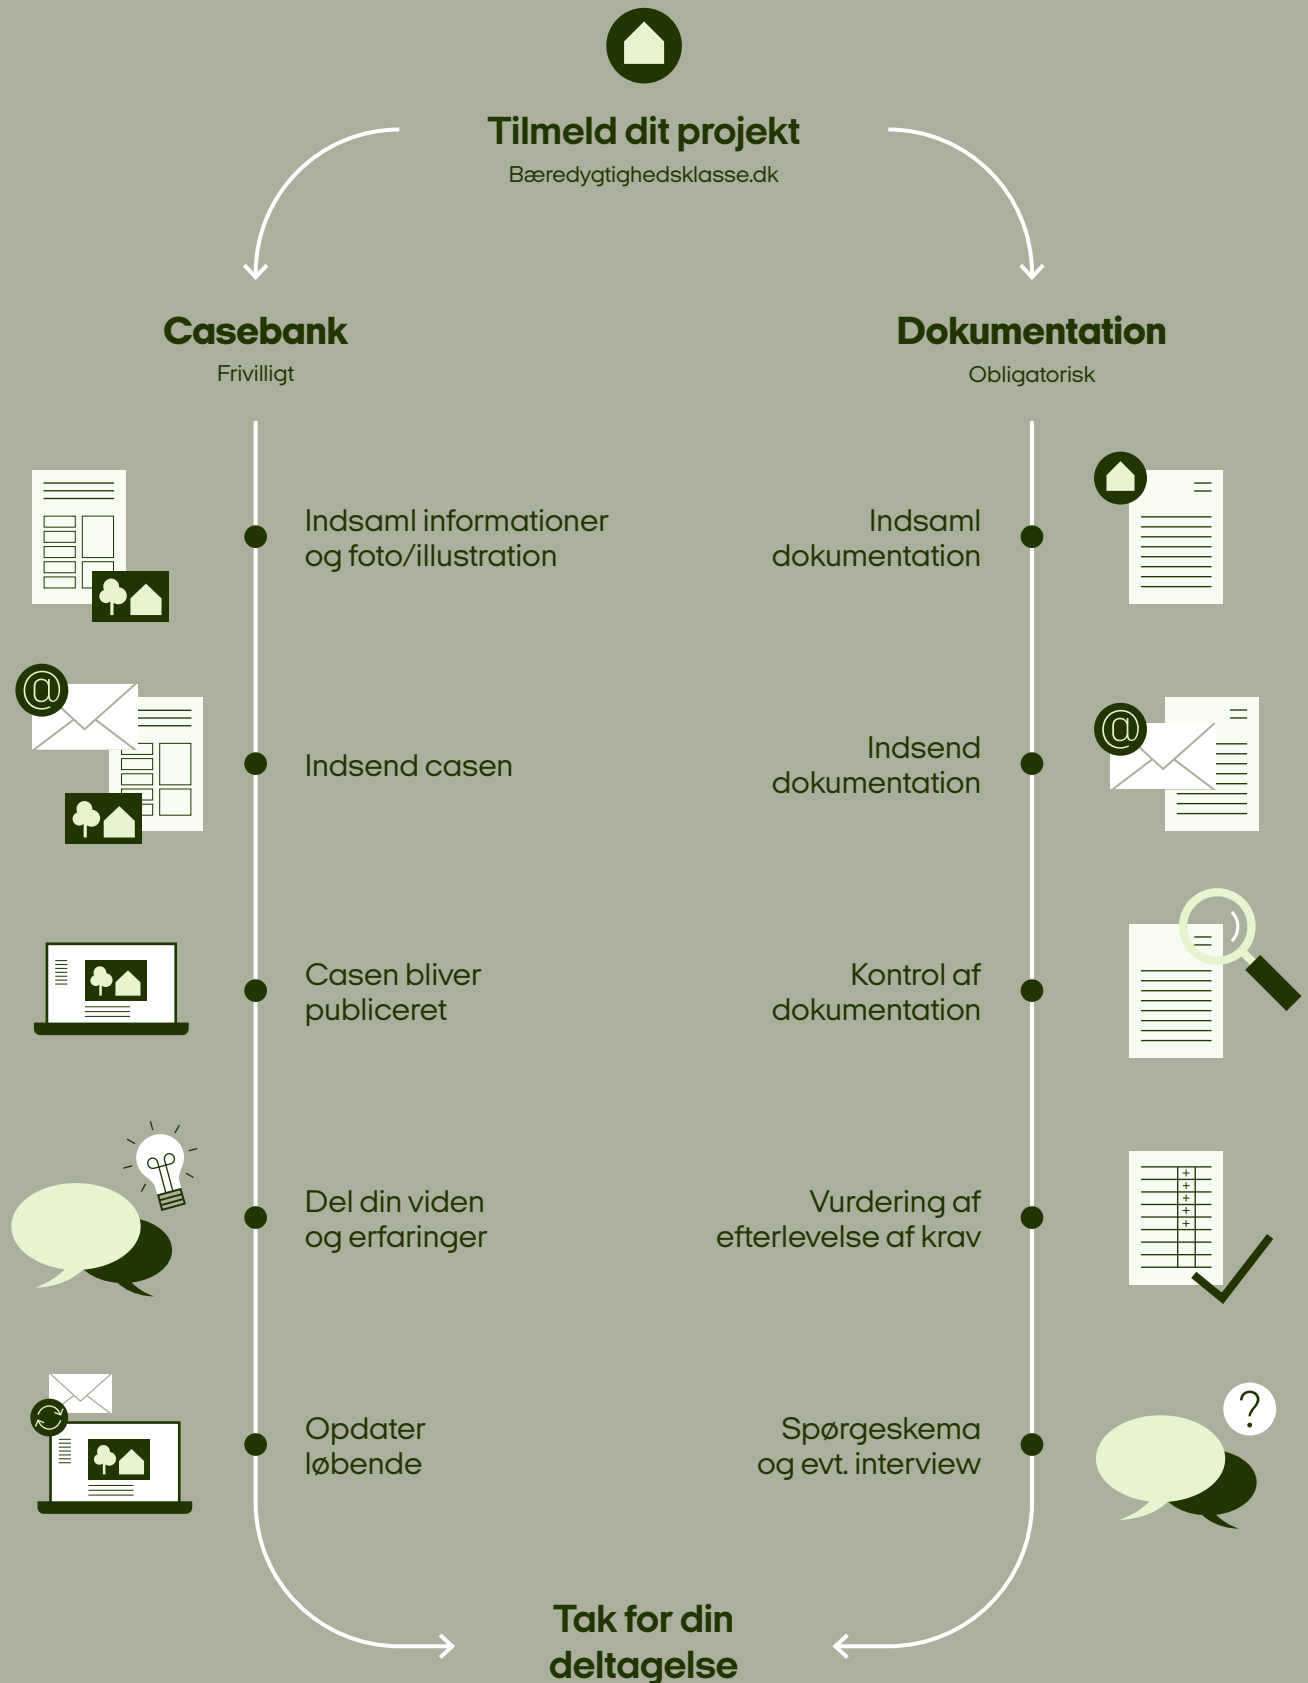 Tilmeld dit projekt
Bæredygtighedsklasse.dk
Casebank
Frivilligt
Indsaml informationer
og foto/illustration
@
Indsend casen
Casen bliver
publiceret
Del din viden
og erfaringer
Opdater
løbende
Dokumentation
Obligatorisk
Indsaml
dokumentation
Indsend
dokumentation
@
Kontrol af
dokumentation
Vurdering af
efterlevelse af krav
+
+
+
+
+
Spørgeskema
og evt. interview
?
Tak for din
deltagelse